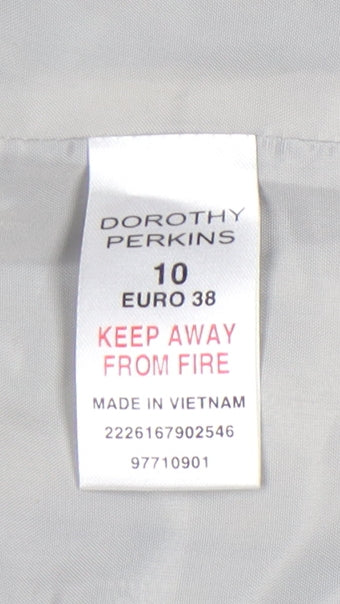 DOROTHY
PERKINS
10
EURO 38
KEEP AWAY
FROM FIRE
MADE IN VIETNAM
2226167902546
97710901